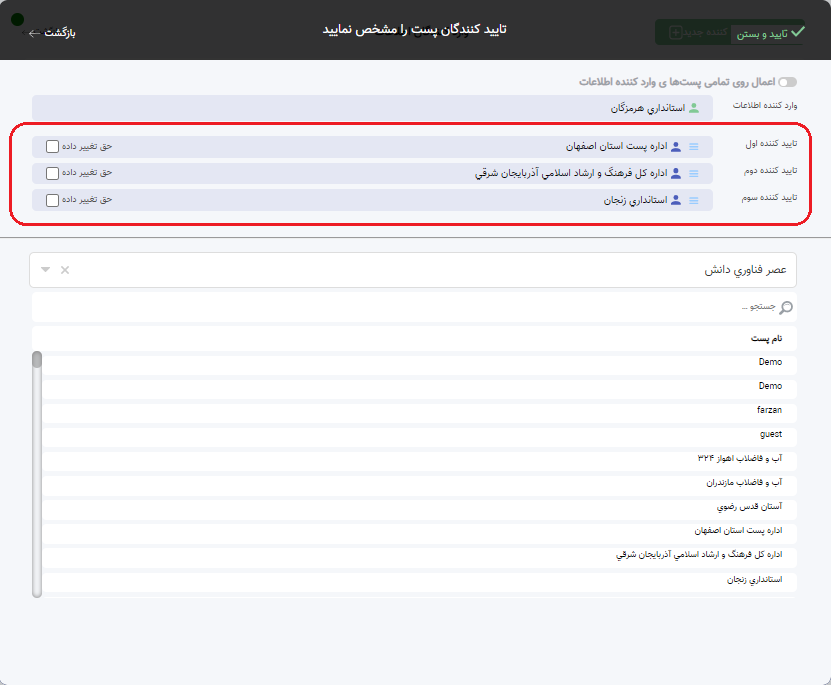 تایید و بستن
کننده جدید
تایید کنندگان پست را مشخص نمایید
بازگشت
اعمال روی تمامی پست‌ها ی وارد کننده اطلاعات
وارد کننده اطلاعات استانداري هرمزگان
تایید کننده اول اداره پست استان اصفهان حق تغییر داده
تایید کننده دوم اداره کل فرهنگ و ارشاد اسلامي آذربایجان شرقي حق تغییر داده
تایید کننده سوم استانداري زنجان حق تغییر داده
عصر فناوري دانش
جستجو ...
نام پست
Demo
Demo
farzan
guest
آب و فاضلاب اهواز ۳۲۴
آب و فاضلاب مازندران
آستان قدس رضوي
اداره پست استان اصفهان
اداره کل فرهنگ و ارشاد اسلامي آذربایجان شرقي
استانداري زنجان